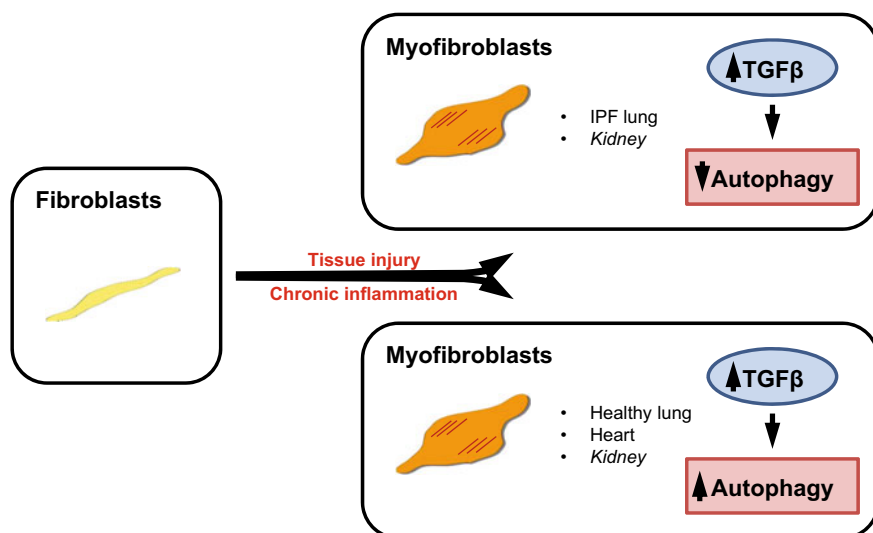 Myofibroblasts
TGFβ
• IPF lung
• Kidney
Autophagy
Fibroblasts
Tissue injury
Chronic inflammation
Myofibroblasts
TGFβ
• Healthy lung
• Heart
• Kidney
Autophagy